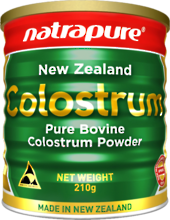 natrapure®
New Zealand
Colostrum
Pure Bovine
Colostrum Powder
NET WEIGHT
210g
MADE IN NEW ZEALAND